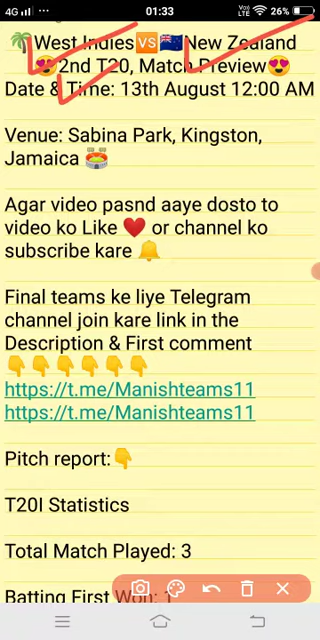 4G 01:33 Vo) LTE 26%
🌴West Indies🆚🇳🇿New Zealand
😍2nd T20, Match Preview😍
Date & Time: 13th August 12:00 AM
Venue: Sabina Park, Kingston,
Jamaica 🏟️
Agar video pasnd aaye dosto to
video ko Like ❤️ or channel ko
subscribe kare 🔔
Final teams ke liye Telegram
channel join kare link in the
Description & First comment
👇👇👇👇👇👇
https://t.me/Manishteams11
https://t.me/Manishteams11
Pitch report:👇
T20I Statistics
Total Match Played: 3
Batting First Won: 1